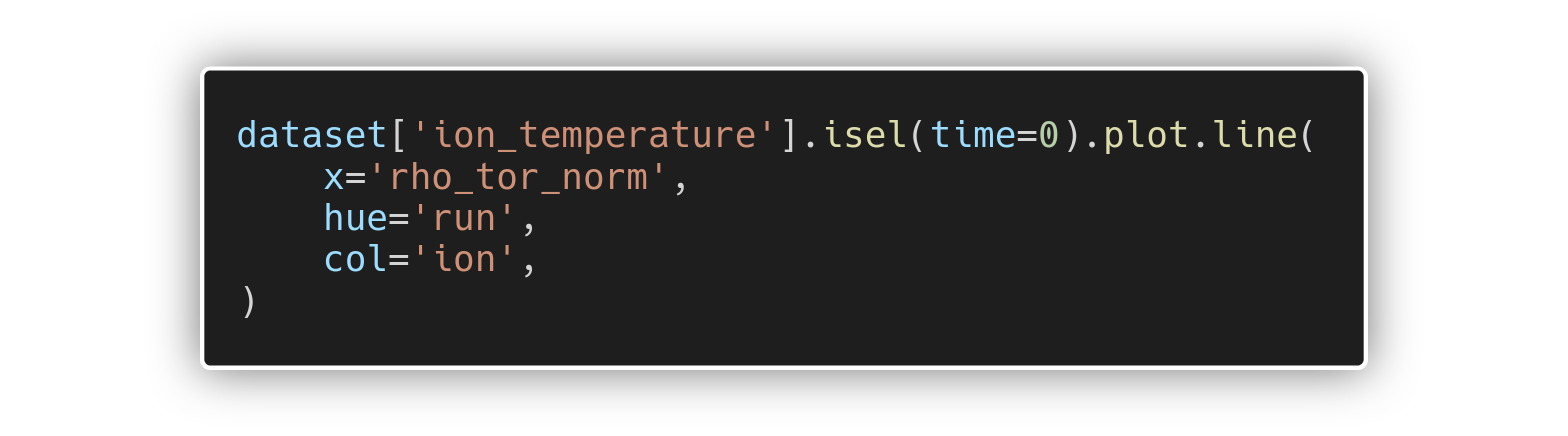 dataset['ion_temperature'].isel(time=0).plot.line(
    x='rho_tor_norm',
    hue='run',
    col='ion',
)